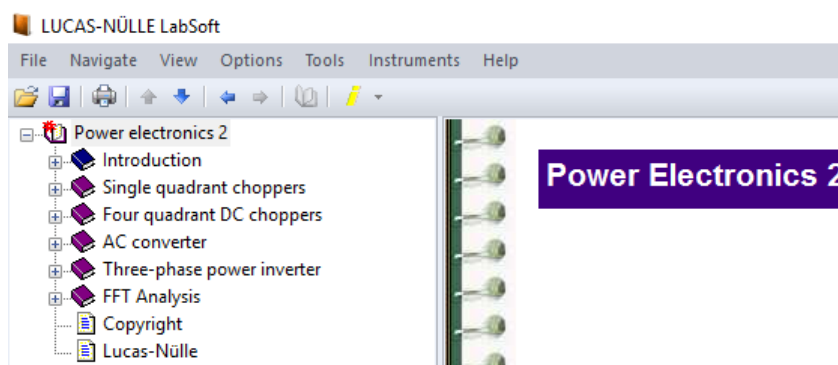 LUCAS-NÜLLE LabSoft
File Navigate View Options Tools Instruments Help
Power electronics 2
Introduction
Single quadrant choppers
Four quadrant DC choppers
AC converter
Three-phase power inverter
FFT Analysis
Copyright
Lucas-Nülle
Power Electronics 2